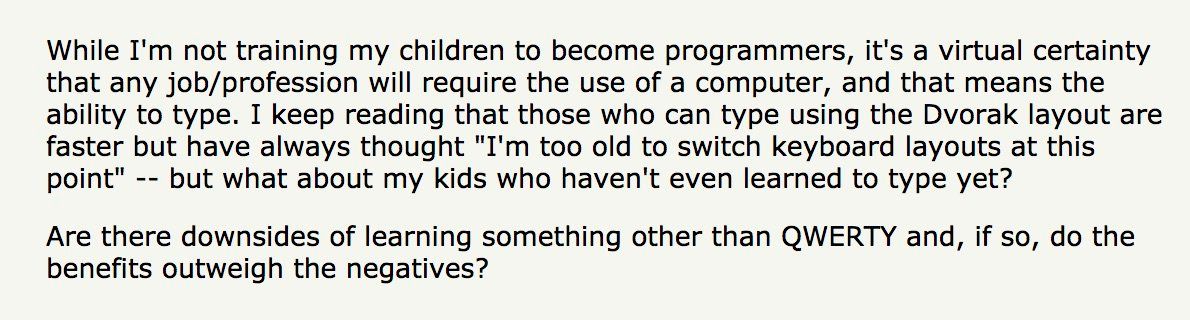 While I'm not training my children to become programmers, it's a virtual certainty
that any job/profession will require the use of a computer, and that means the
ability to type. I keep reading that those who can type using the Dvorak layout are
faster but have always thought "I'm too old to switch keyboard layouts at this
point" -- but what about my kids who haven't even learned to type yet?
Are there downsides of learning something other than QWERTY and, if so, do the
benefits outweigh the negatives?